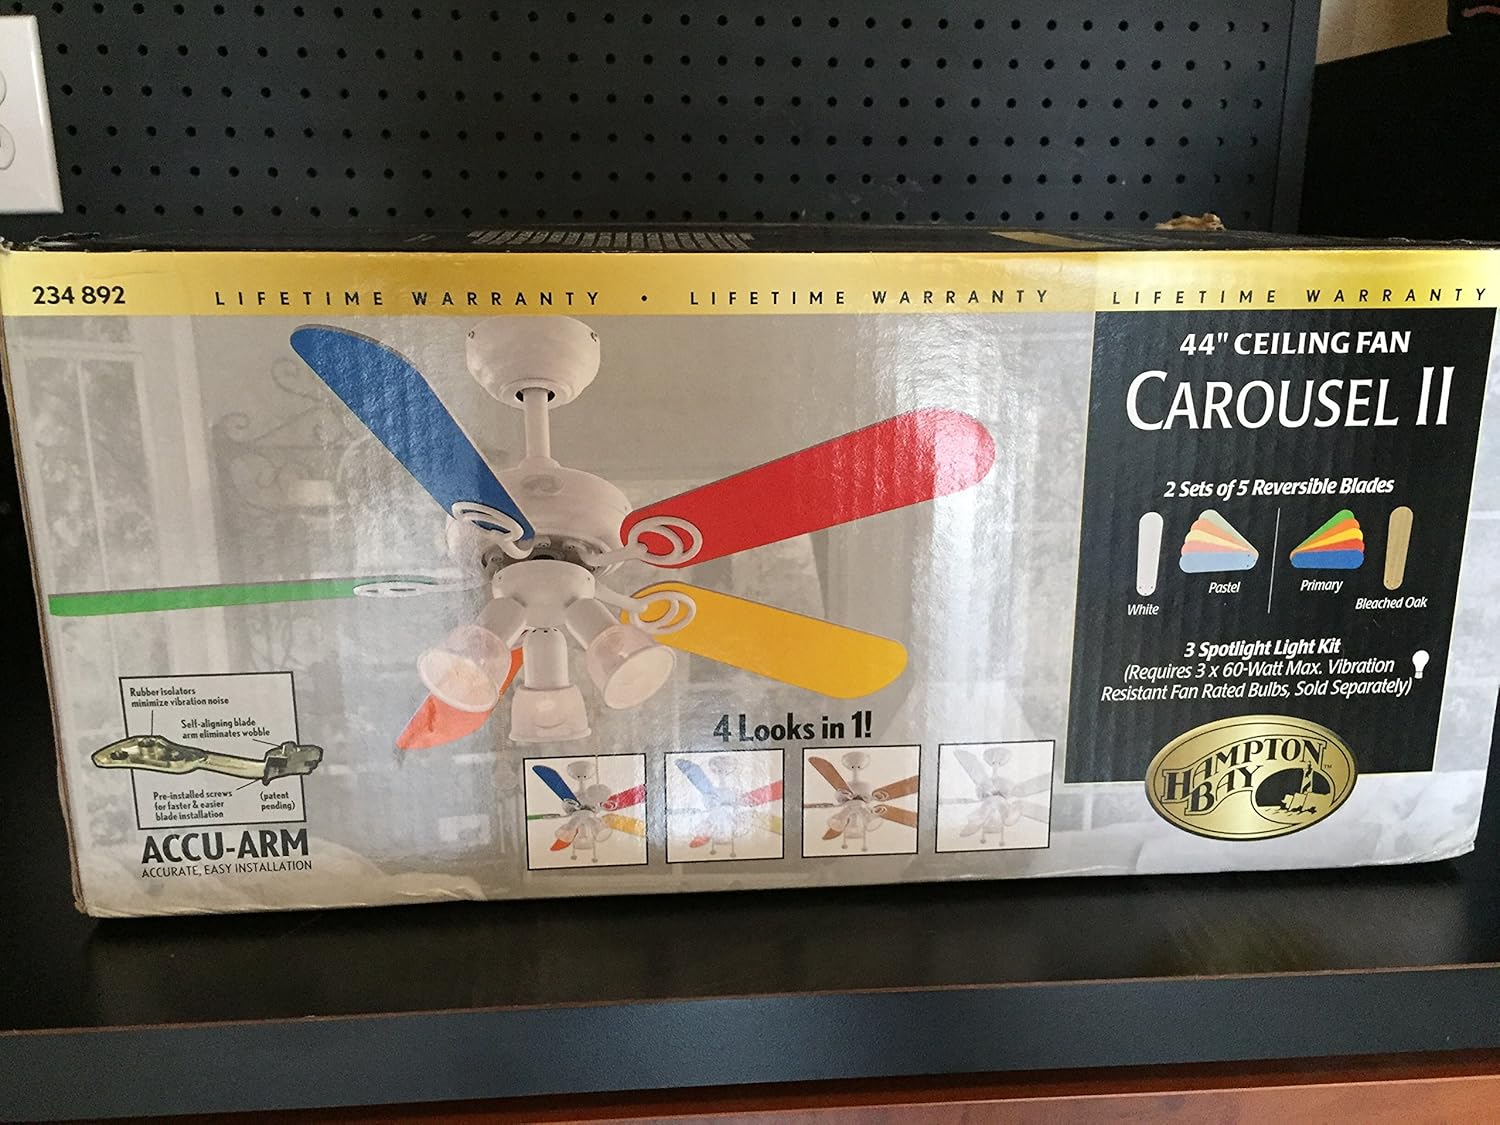 234 892
LIFETIME WARRANTY • LIFETIME WARRANTY
LIFETIME WARRANTY
44" CEILING FAN
CAROUSEL II
2 Sets of 5 Reversible Blades
White
Pastel
Primary
Bleached Oak
3 Spotlight Light Kit
(Requires 3 x 60-Watt Max. Vibration
Resistant Fan Rated Bulbs, Sold Separately)
HAMPTON
BAY
TM
4 Looks in 1!
Rubber isolators
minimize vibration noise
Self-aligning blade
arm eliminates wobble
Pre-installed screws
for faster & easier
blade installation
(patent
pending)
ACCU-ARM
ACCURATE, EASY INSTALLATION